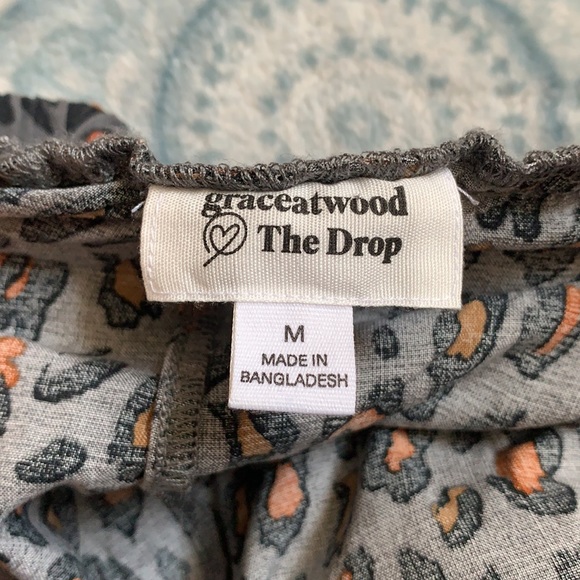 graceatwood
The Drop
M
MADE IN
BANGLADESH